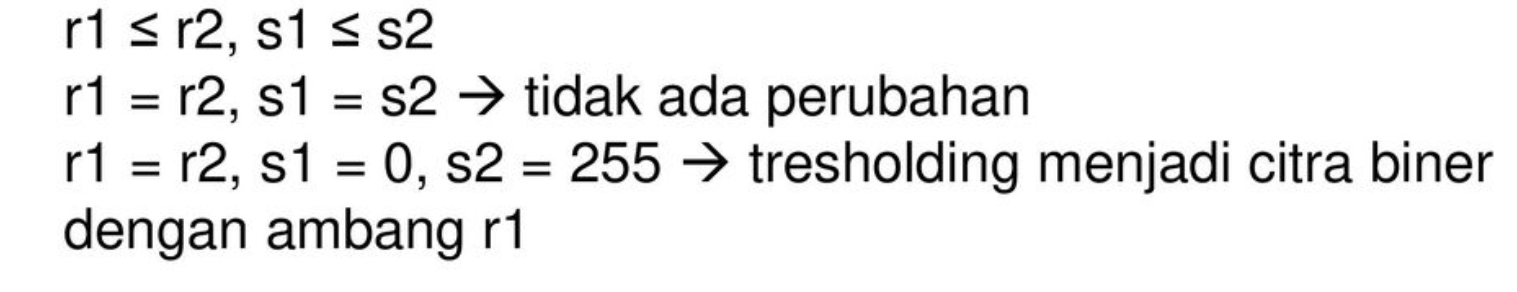 r1 ≤ r2, s1 ≤ s2
r1 = r2, s1 = s2 → tidak ada perubahan
r1 = r2, s1 = 0, s2 = 255 → tresholding menjadi citra biner
dengan ambang r1